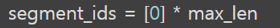 segment_ids = [0] * max_len